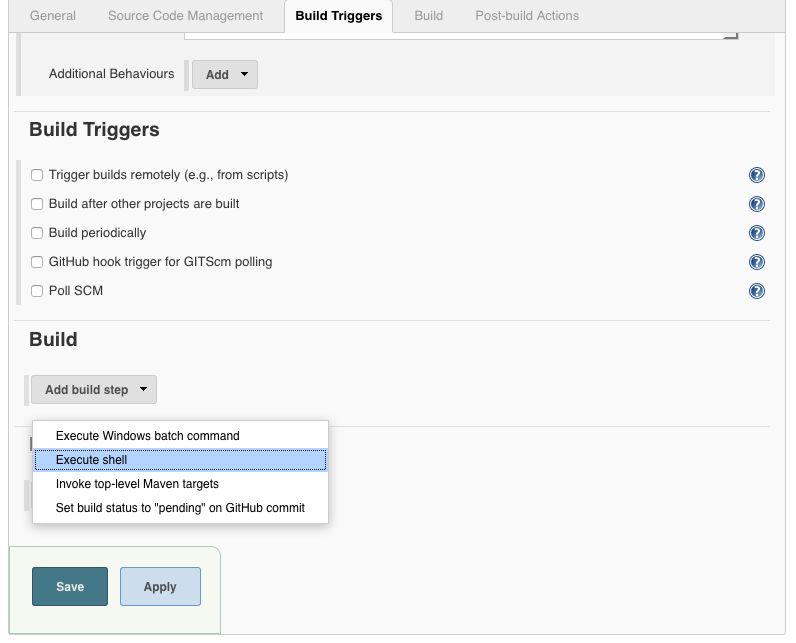 General Source Code Management Build Triggers Build Post-build Actions
Additional Behaviours Add
Build Triggers
Trigger builds remotely (e.g., from scripts) ?
Build after other projects are built ?
Build periodically ?
GitHub hook trigger for GITScm polling ?
Poll SCM ?
Build
Add build step
Execute Windows batch command
Execute shell
Invoke top-level Maven targets
Set build status to "pending" on GitHub commit
Save Apply